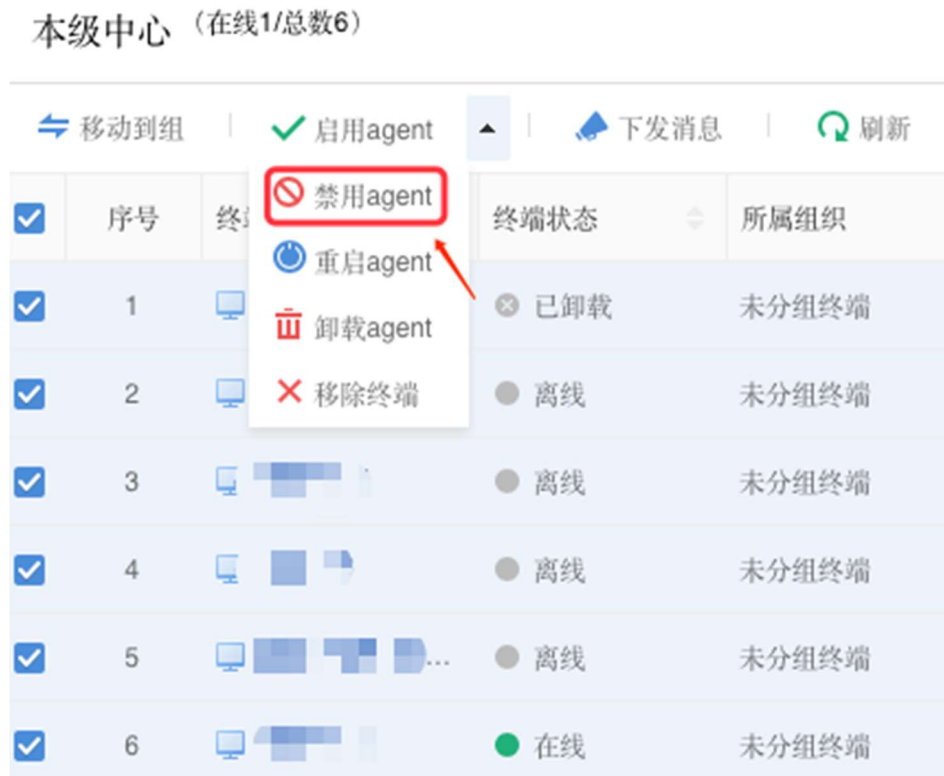 本级中心（在线1/总数6）
移动到组 启用agent 下发消息 刷新
禁用agent
重启agent
卸载agent
移除终端
序号 终端状态 所属组织
1 已卸载 未分组终端
2 离线 未分组终端
3 离线 未分组终端
4 离线 未分组终端
5 ... 离线 未分组终端
6 在线 未分组终端